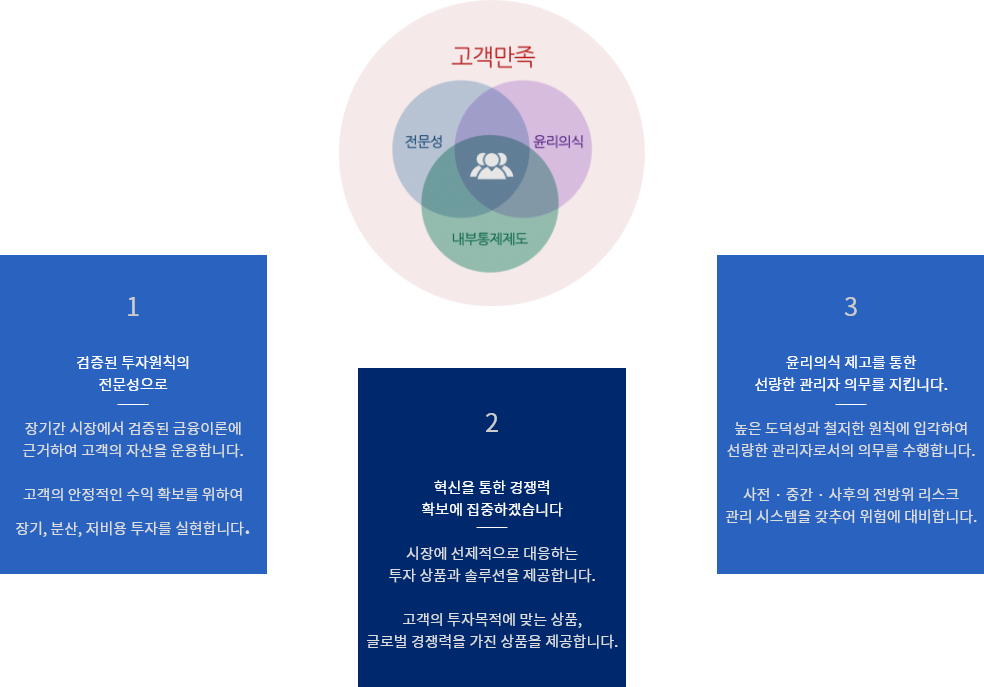 고객만족
전문성
윤리의식
내부통제제도
1
검증된 투자원칙의
전문성으로
장기간 시장에서 검증된 금융이론에
근거하여 고객의 자산을 운용합니다.
고객의 안정적인 수익 확보를 위하여
장기, 분산, 저비용 투자를 실현합니다.
2
혁신을 통한 경쟁력
확보에 집중하겠습니다
시장에 선제적으로 대응하는
투자 상품과 솔루션을 제공합니다.
고객의 투자목적에 맞는 상품,
글로벌 경쟁력을 가진 상품을 제공합니다.
3
윤리의식 제고를 통한
선량한 관리자 의무를 지킵니다.
높은 도덕성과 철저한 원칙에 입각하여
선량한 관리자로서의 의무를 수행합니다.
사전 · 중간 · 사후의 전방위 리스크
관리 시스템을 갖추어 위험에 대비합니다.